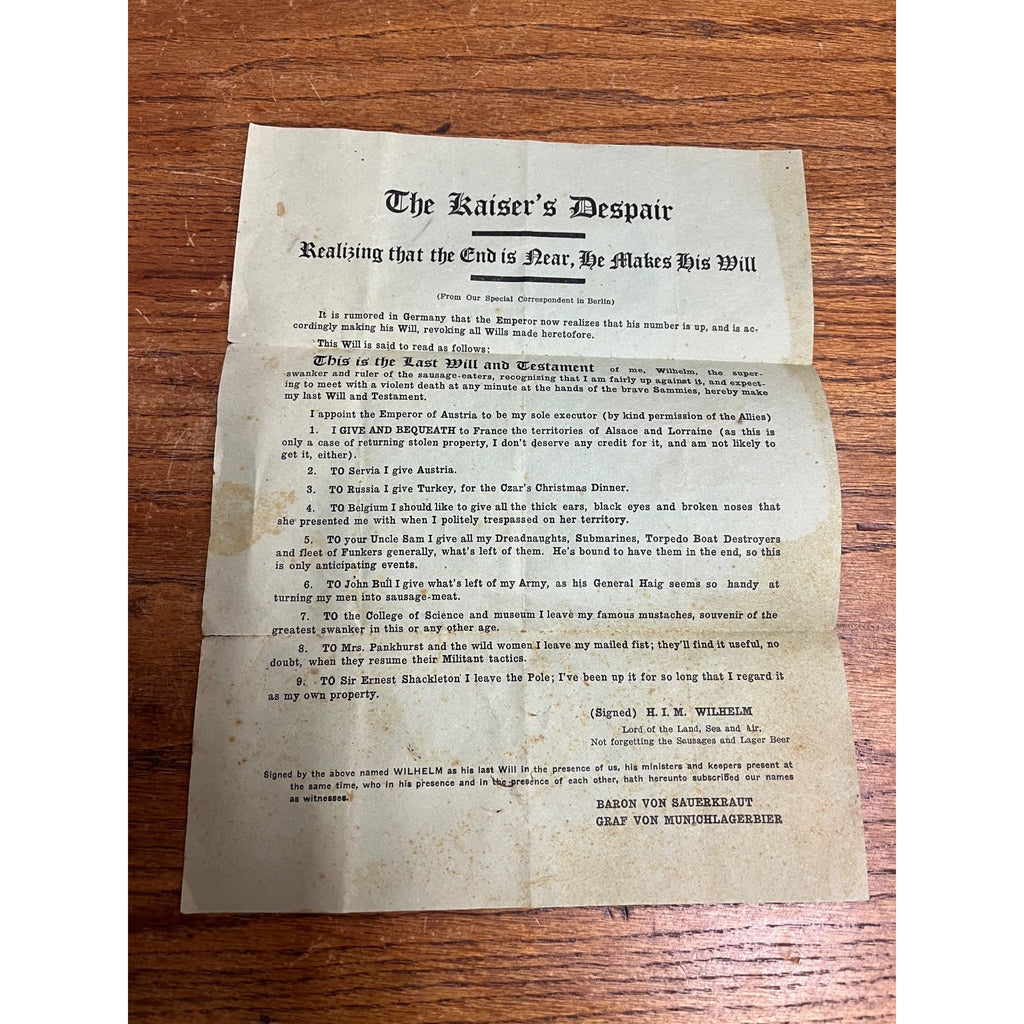 The Kaiser's Despair
Realizing that the End is Near, He Makes His Will
(From Our Special Correspondent in Berlin)
It is rumored in Germany that the Emperor now realizes that his number is up, and is ac-
cordingly making his Will, revoking all Wills made heretofore.
This Will is said to read as follows:
This is the Last Will and Testament of me, Wilhelm, the super-
swanker and ruler of the sausage-eaters, recognizing that I am fairly up against it, and expect-
ing to meet with a violent death at any minute at the hands of the brave Sammies, hereby make
my last Will and Testament.
I appoint the Emperor of Austria to be my sole executor (by kind permission of the Allies)
1. I GIVE AND BEQUEATH to France the territories of Alsace and Lorraine (as this is
only a case of returning stolen property, I don't deserve any credit for it, and am not likely to
get it, either).
2. TO Servia I give Austria.
3. TO Russia I give Turkey, for the Czar's Christmas Dinner.
4. TO Belgium I should like to give all the thick ears, black eyes and broken noses that
she presented me with when I politely trespassed on her territory.
5. TO your Uncle Sam I give all my Dreadnaughts, Submarines, Torpedo Boat Destroyers
and fleet of Funkers generally, what's left of them. He's bound to have them in the end, so this
is only anticipating events.
6. TO John Bull I give what's left of my Army, as his General Haig seems so handy at
turning my men into sausage-meat.
7. TO the College of Science and museum I leave my famous mustaches, souvenir of the
greatest swanker in this or any other age.
8. TO Mrs. Pankhurst and the wild women I leave my mailed fist; they'll find it useful, no
doubt, when they resume their Militant tactics.
9. TO Sir Ernest Shackleton I leave the Pole; I've been up it for so long that I regard it
as my own property.
(Signed) H. I. M. WILHELM
Lord of the Land, Sea and Air,
Not forgetting the Sausages and Lager Beer
Signed by the above named WILHELM as his last Will in the presence of us, his ministers and keepers present at
the same time, who in his presence and in the presence of each other, hath hereunto subscribed our names
as witnesses.
BARON VON SAUERKRAUT
GRAF VON MUNICHLAGERBIER